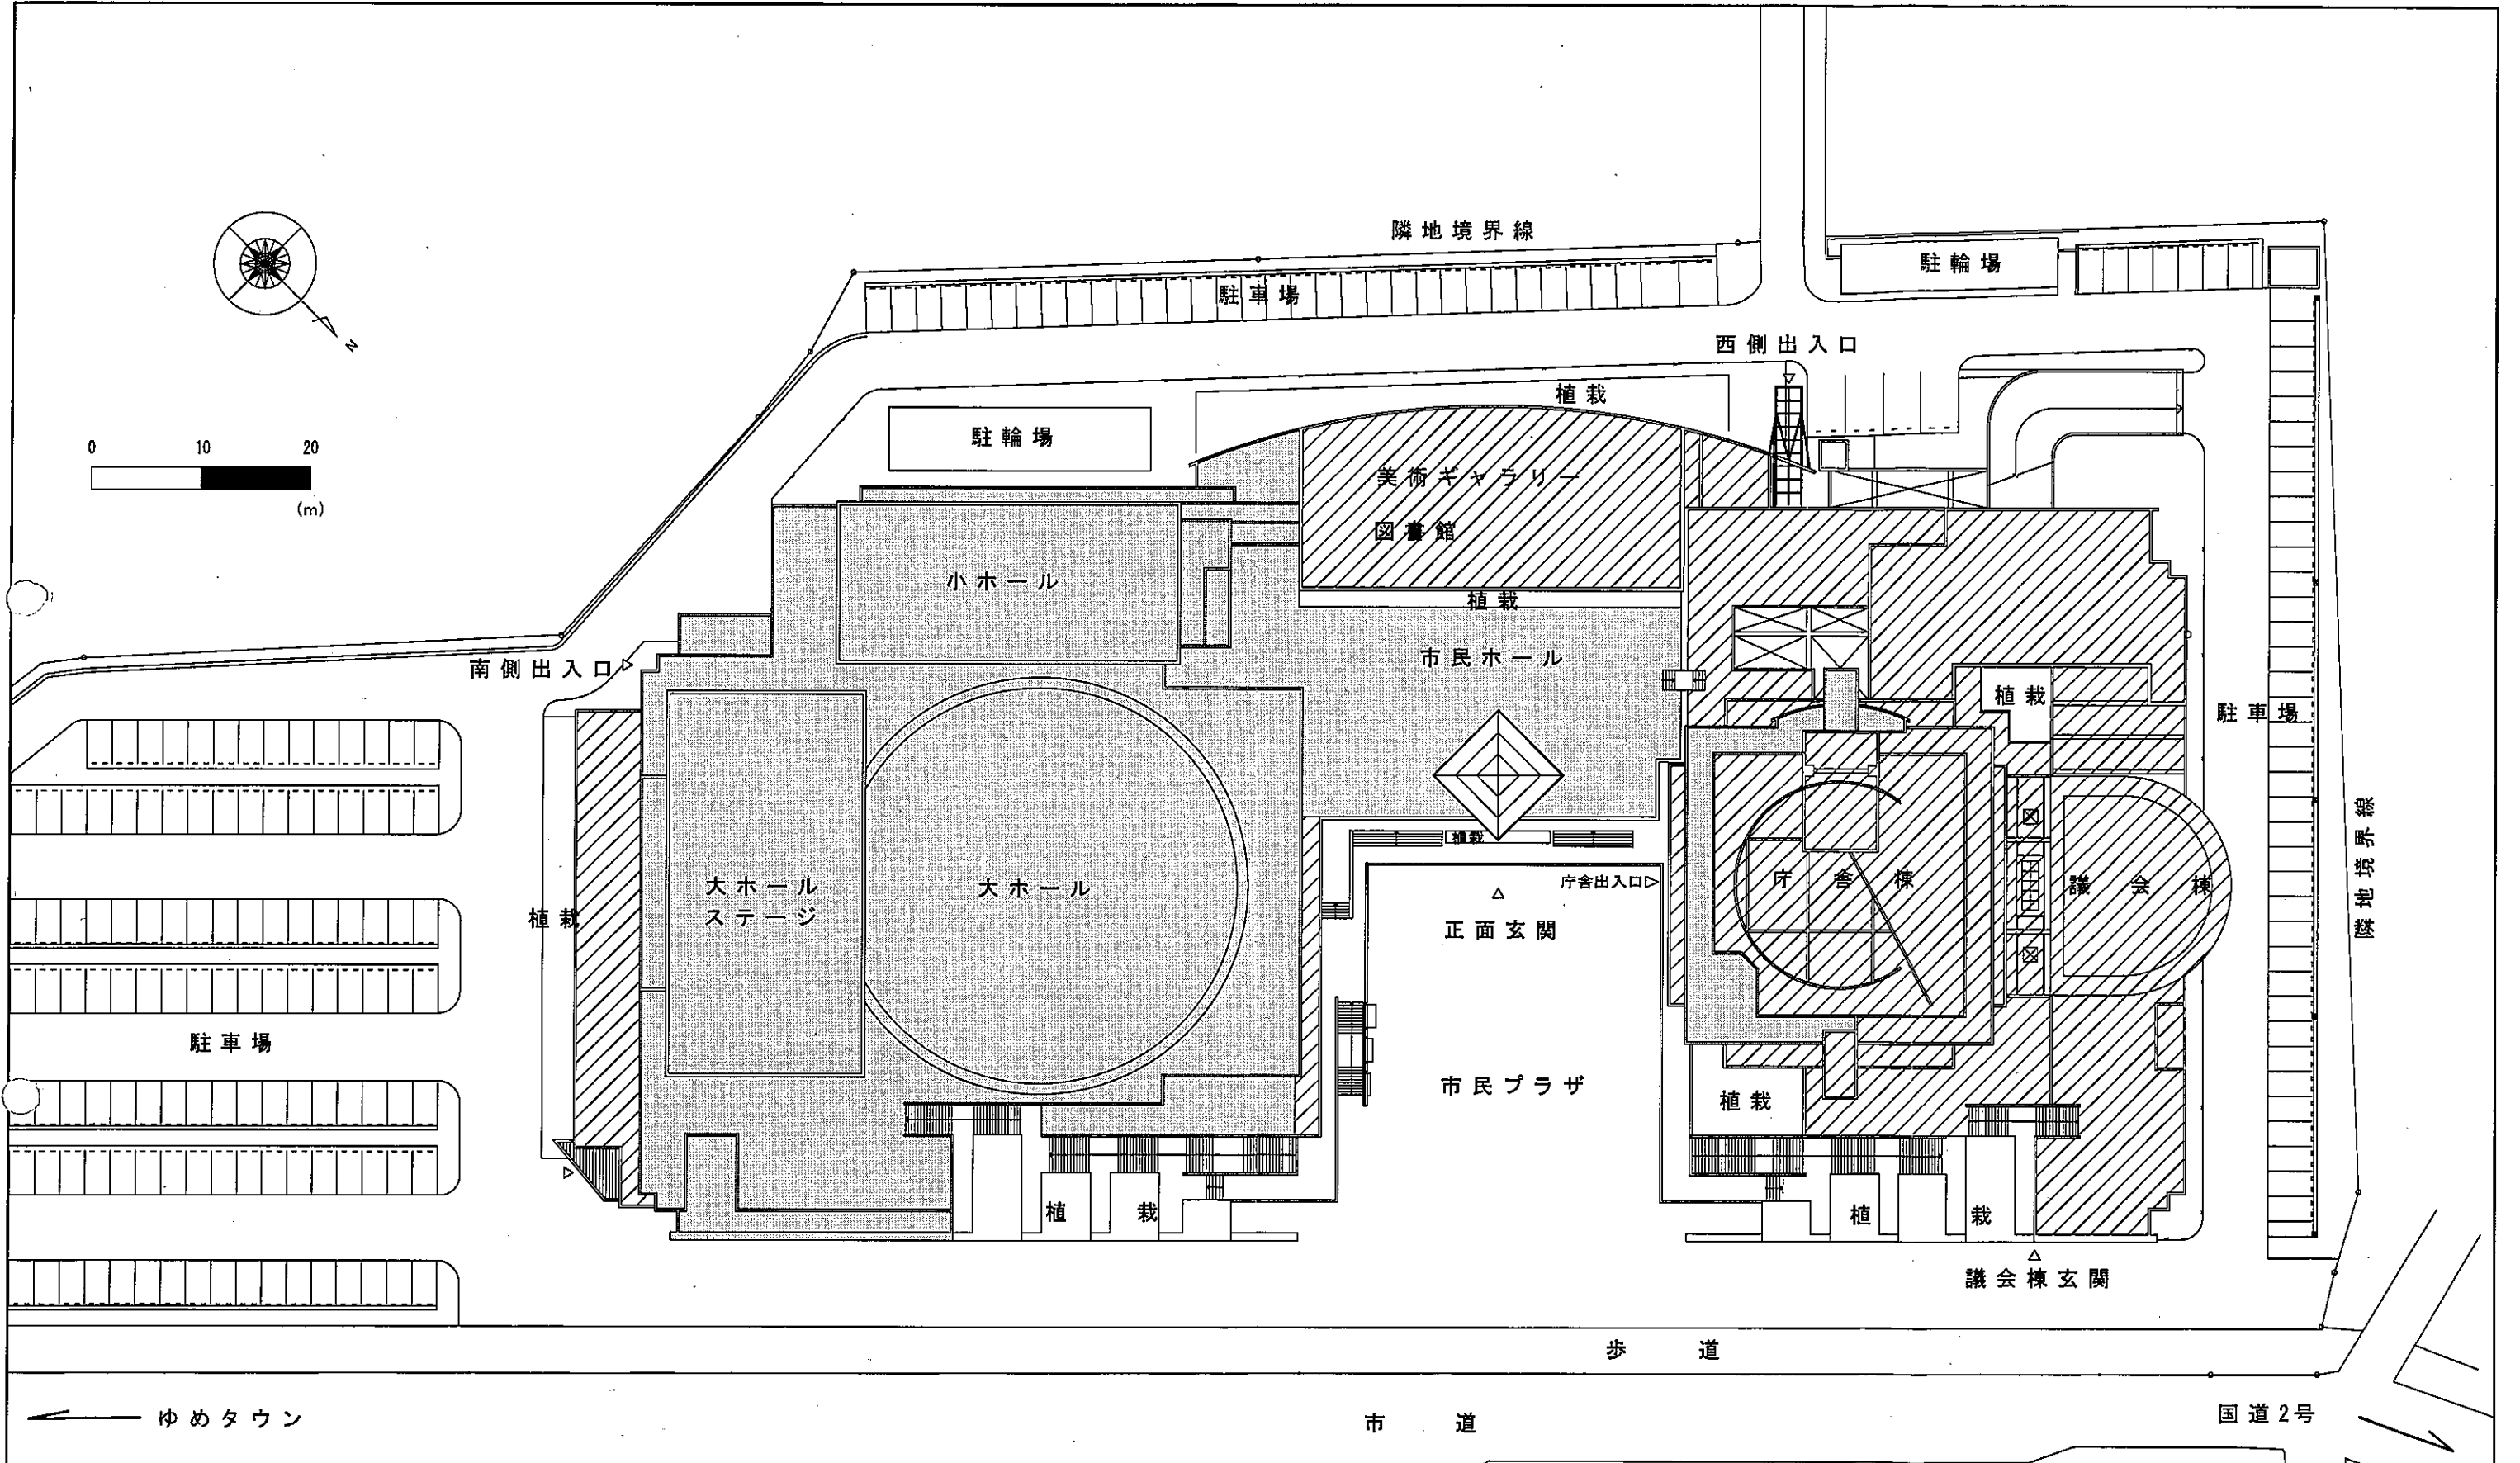 隣地境界線
駐輪場
駐車場
西側出入口
N
植栽
0 10 20
(m)
駐輪場
美術ギャラリー
図書館
小ホール
植栽
市民ホール
南側出入口
植栽
駐車場
植栽
隣地境界線
大ホール
ステージ
大ホール
庁舎出入口
庁舎棟
議会棟
植栽
正面玄関
駐車場
市民プラザ
植栽
植栽
植栽
議会棟玄関
歩道
ゆめタウン
市道
国道2号